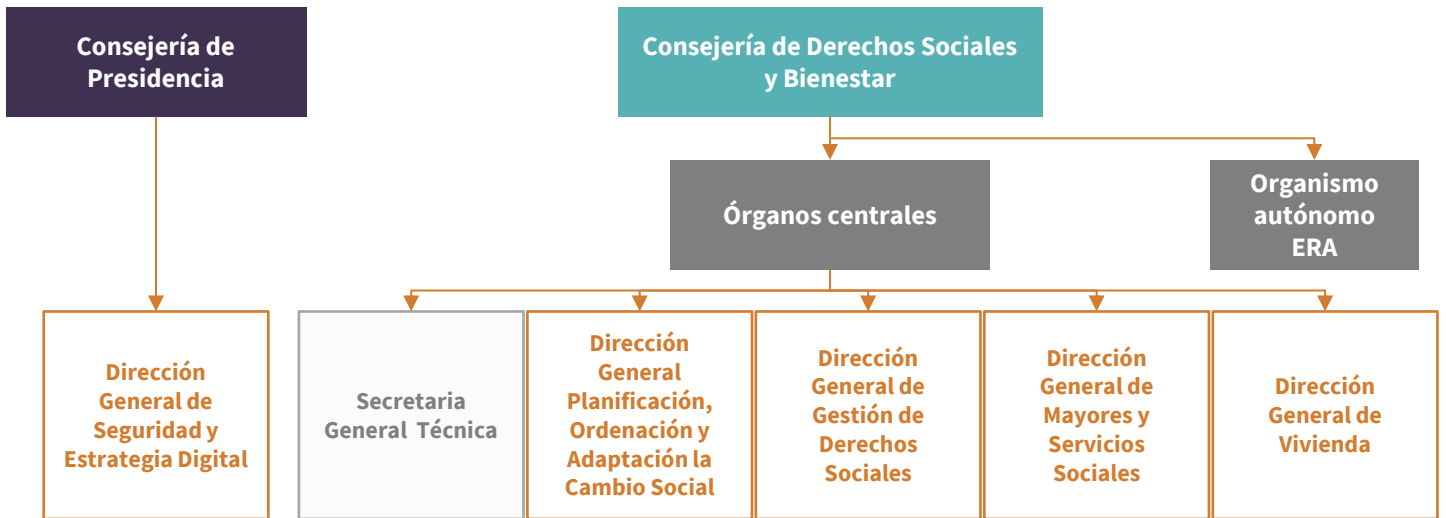 Consejería de
Presidencia
Consejería de Derechos Sociales
y Bienestar
Órganos centrales
Organismo
autónomo
ERA
Dirección
General de
Seguridad y
Estrategia Digital
Secretaria
General Técnica
Dirección
General
Planificación,
Ordenación y
Adaptación la
Cambio Social
Dirección
General de
Gestión de
Derechos
Sociales
Dirección
General de
Mayores y
Servicios
Sociales
Dirección
General de
Vivienda